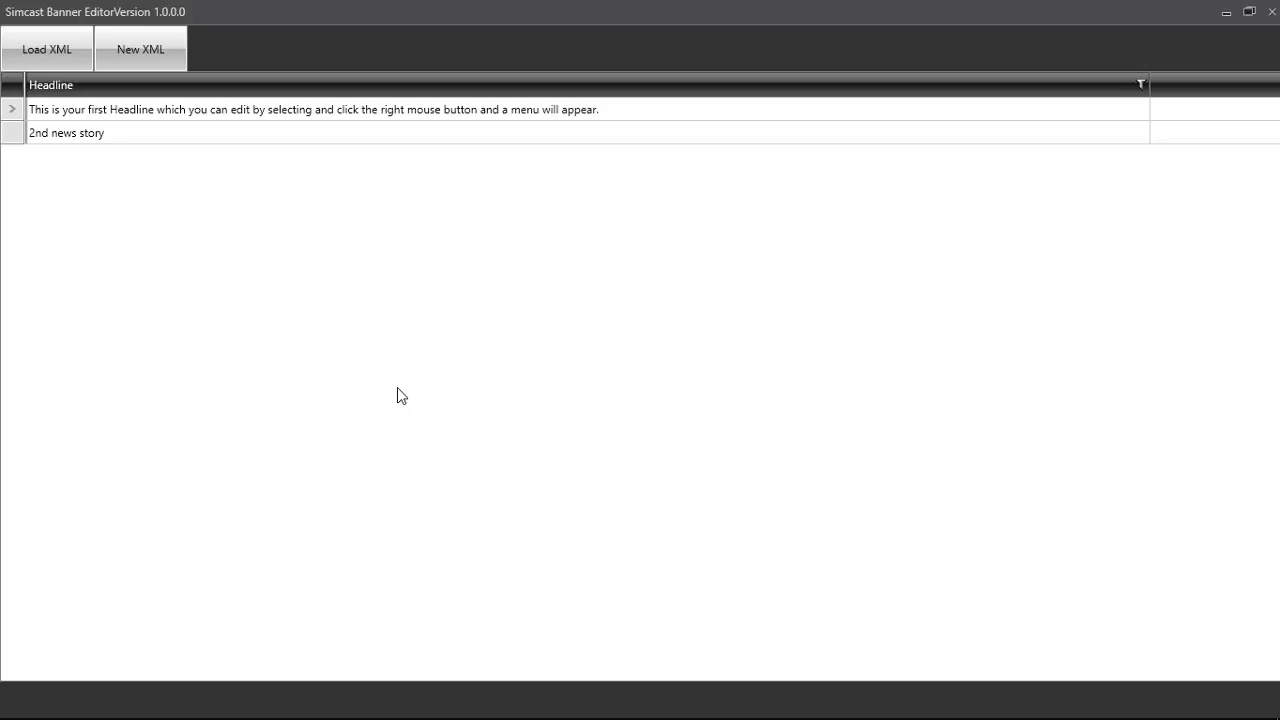 Simcast Banner EditorVersion 1.0.0.0
Load XML
New XML
Headline
This is your first Headline which you can edit by selecting and click the right mouse button and a menu will appear.
2nd news story